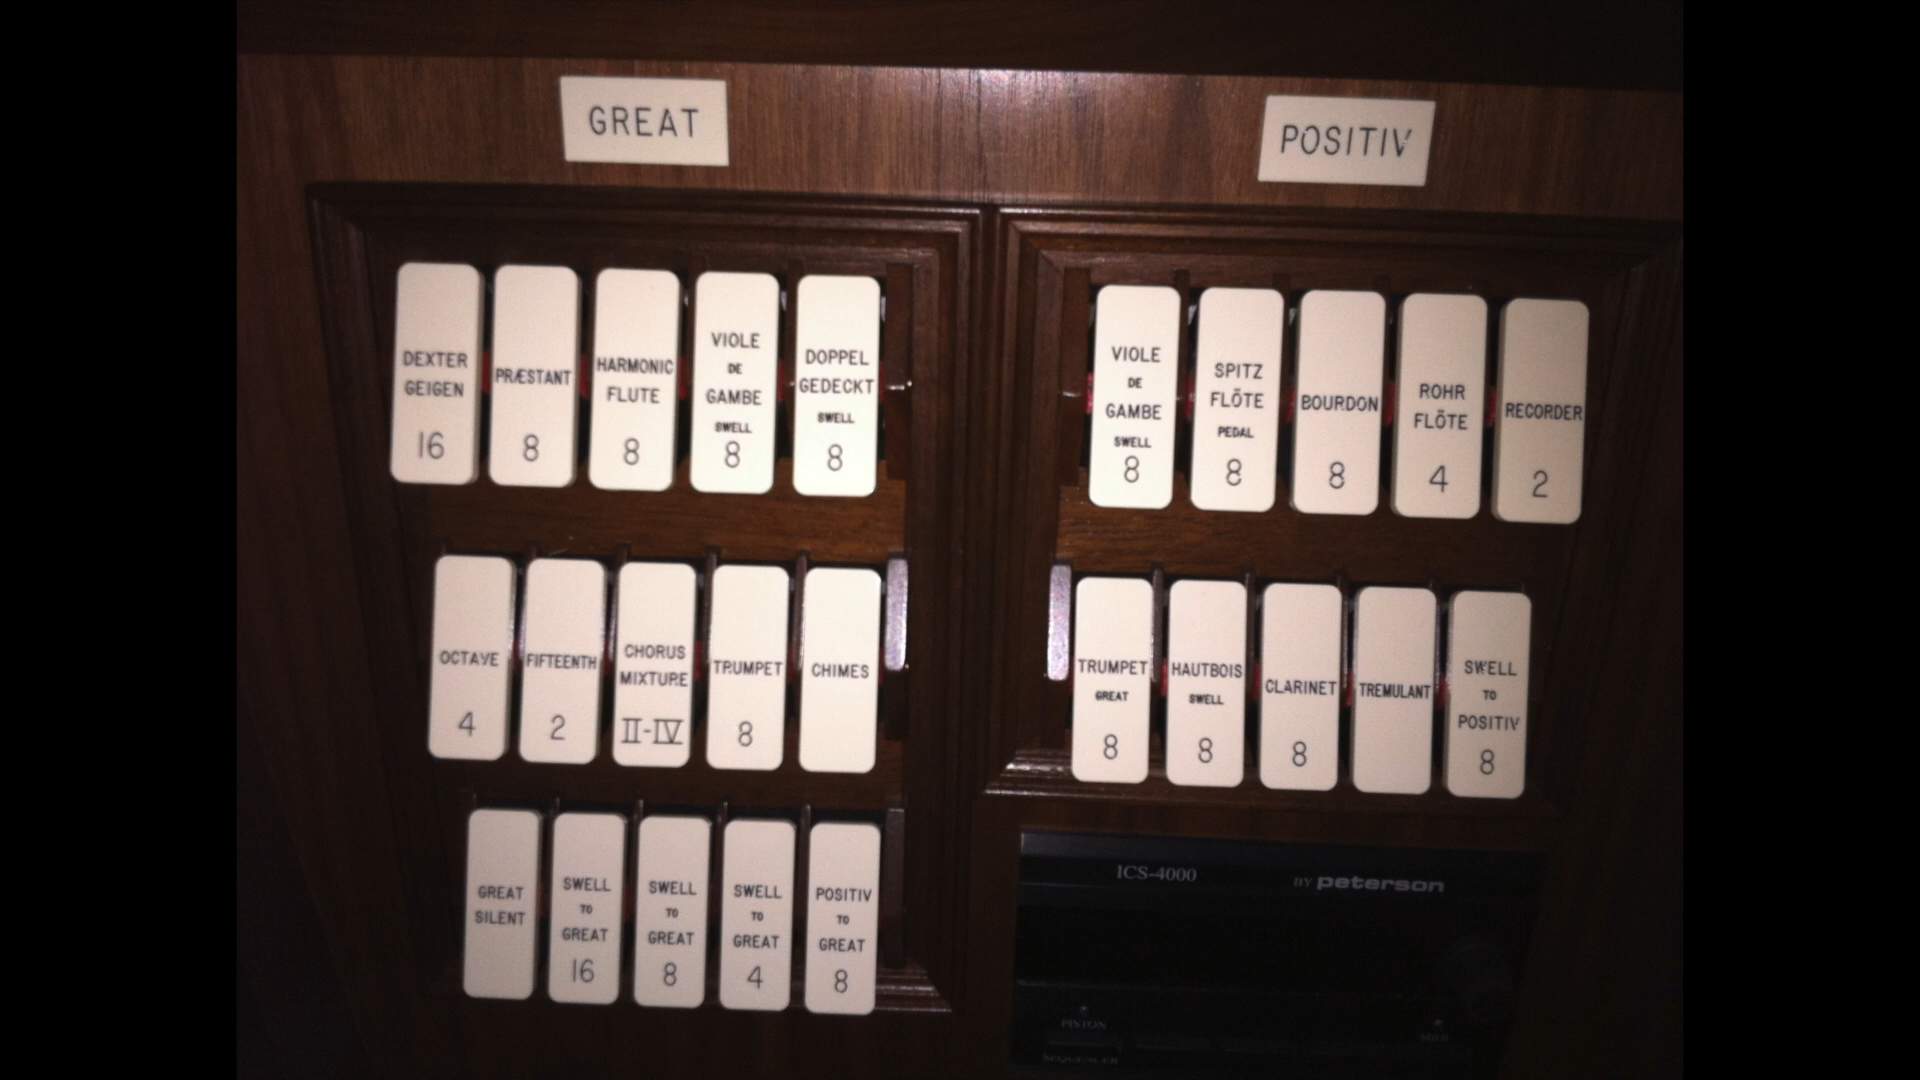 GREAT
POSITIV
DEXTER
GEIGEN
16
PRÆSTANT
8
HARMONIC
FLUTE
8
VIOLE
DE
GAMBE
SWELL
8
DOPPEL
GEDECKT
SWELL
8
VIOLE
DE
GAMBE
SWELL
8
SPITZ
FLÖTE
PEDAL
8
BOURDON
8
ROHR
FLÖTE
4
RECORDER
2
OCTAVE
4
FIFTEENTH
2
CHORUS
MIXTURE
II-IV
TRUMPET
8
CHIMES
TRUMPET
GREAT
8
HAUTBOIS
SWELL
8
CLARINET
8
TREMULANT
SWELL
TO
POSITIV
8
GREAT
SILENT
SWELL
TO
GREAT
16
SWELL
TO
GREAT
8
SWELL
TO
GREAT
4
POSITIV
TO
GREAT
8
ICS-4000
BY peterson
PISTON
SEQUENCER